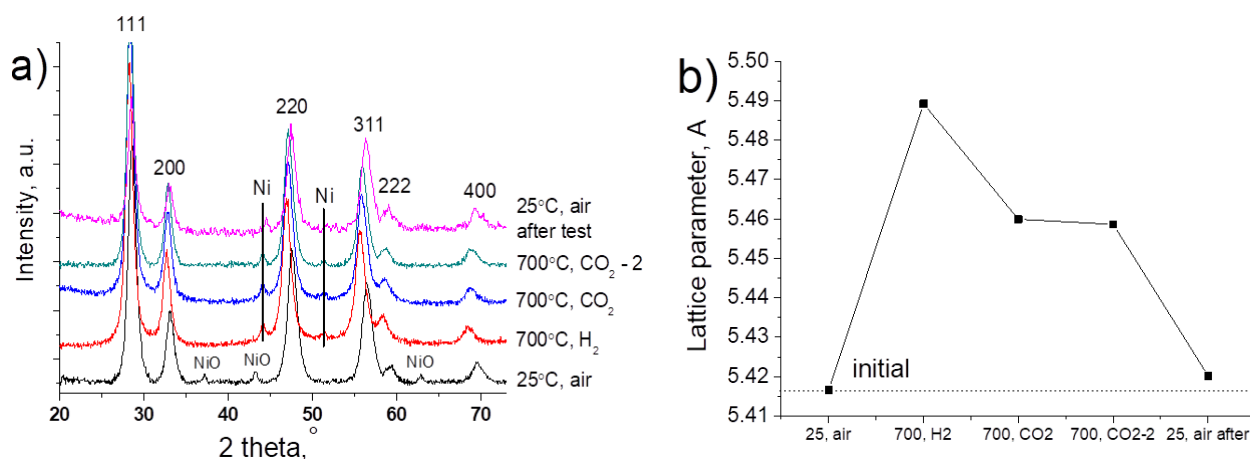 a)
111
200
220
311
222
400
Ni
Ni
25°C, air
after test
700°C, CO2 - 2
700°C, CO2
700°C, H2
25°C, air
NiO
NiO
NiO
Intensity, a.u.
20
30
40
50
60
70
2 theta, °
b)
Lattice parameter, A
5.50
5.49
5.48
5.47
5.46
5.45
5.44
5.43
5.42
5.41
initial
25, air
700, H2
700, CO2
700, CO2-2
25, air after